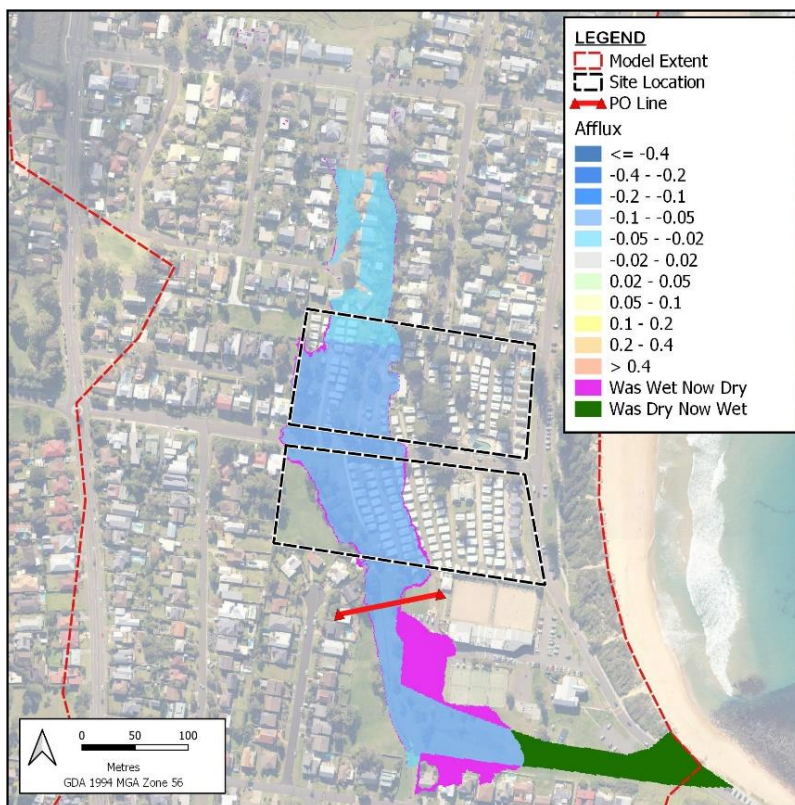 LEGEND
Model Extent
Site Location
PO Line
Afflux
<= -0.4
-0.4 - -0.2
-0.2 - -0.1
-0.1 - -0.05
-0.05 - -0.02
-0.02 - 0.02
0.02 - 0.05
0.05 - 0.1
0.1 - 0.2
0.2 - 0.4
> 0.4
Was Wet Now Dry
Was Dry Now Wet
0 50 100
Metres
GDA 1994 MGA Zone 56